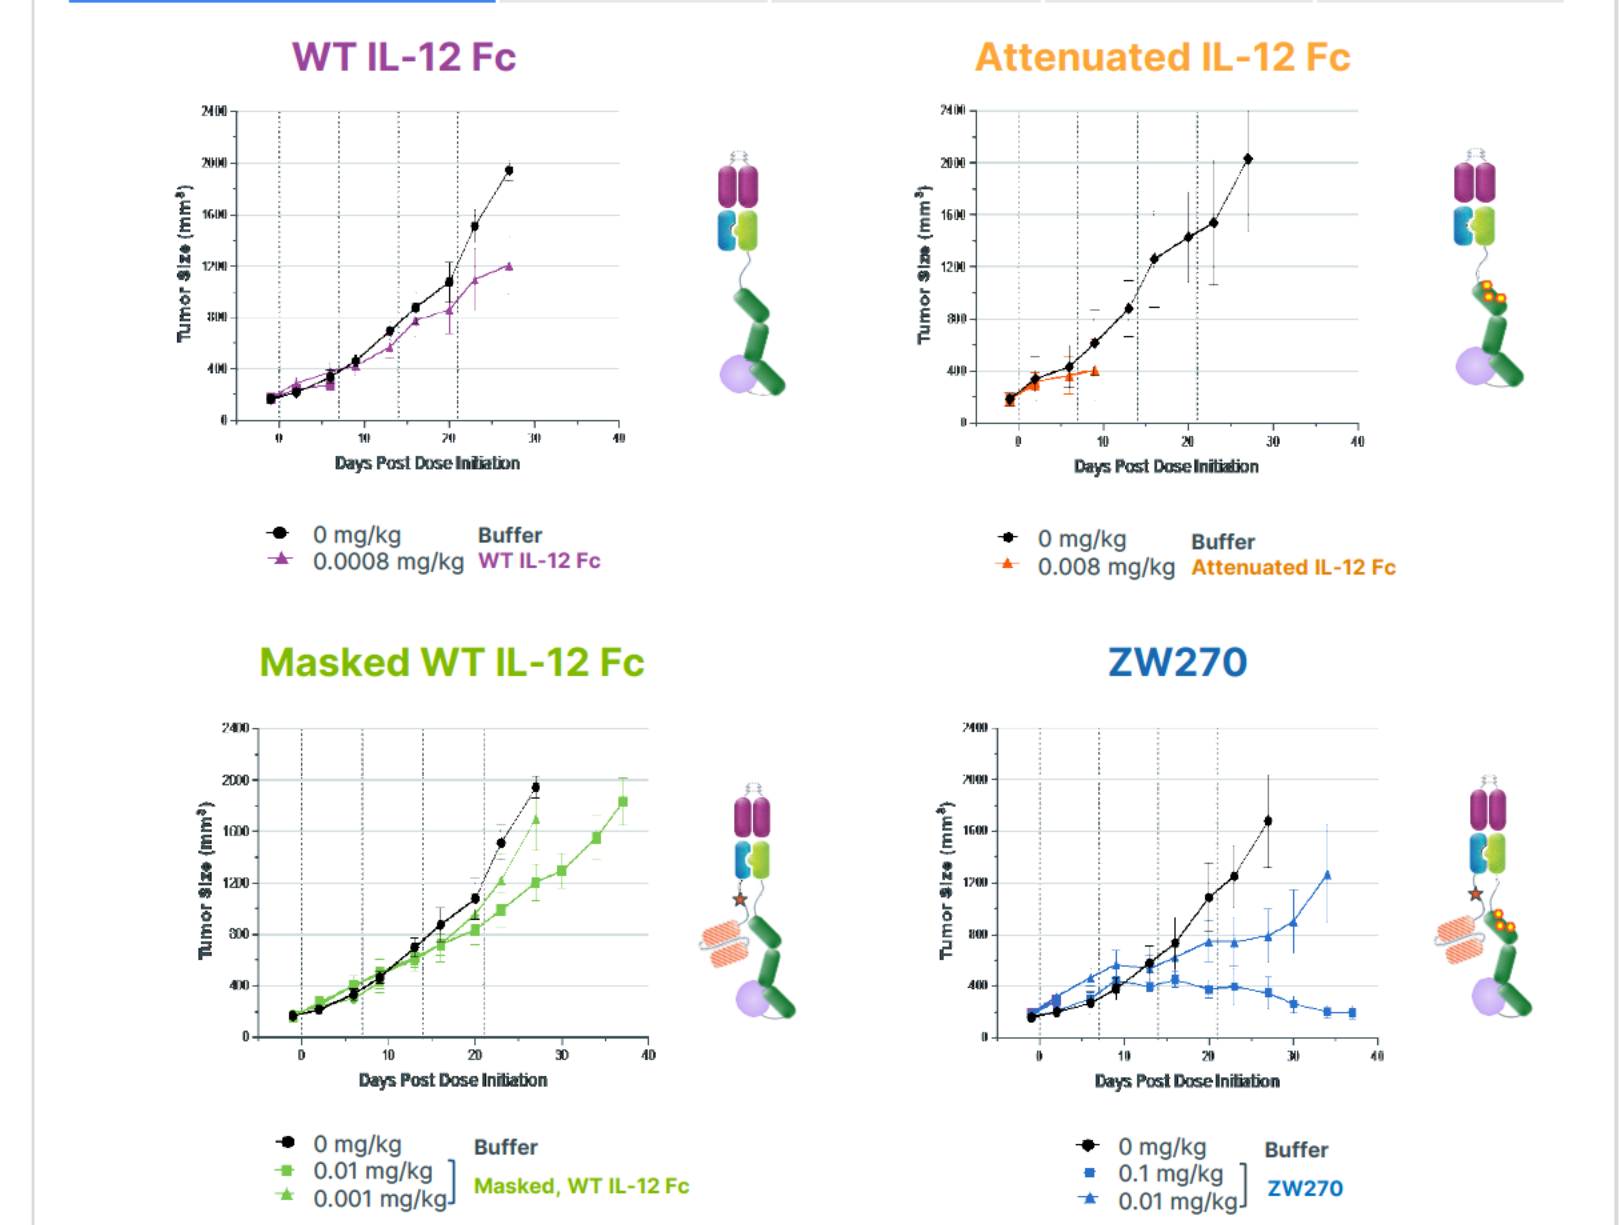 WT IL-12 Fc
Attenuated IL-12 Fc
2400
2000
1600
1200
800
400
0
Tumor Size (mm³)
0 10 20 30 40
Days Post Dose Initiation
2400
2000
1600
1200
800
400
0
Tumor Size (mm³)
0 10 20 30 40
Days Post Dose Initiation
0 mg/kg Buffer
0.0008 mg/kg WT IL-12 Fc
0 mg/kg Buffer
0.008 mg/kg Attenuated IL-12 Fc
Masked WT IL-12 Fc
ZW270
2400
2000
1600
1200
800
400
0
Tumor Size (mm³)
0 10 20 30 40
Days Post Dose Initiation
2400
2000
1600
1200
800
400
0
Tumor Size (mm³)
0 10 20 30 40
Days Post Dose Initiation
0 mg/kg Buffer
0.01 mg/kg
0.001 mg/kg
Masked, WT IL-12 Fc
0 mg/kg Buffer
0.1 mg/kg
0.01 mg/kg
ZW270